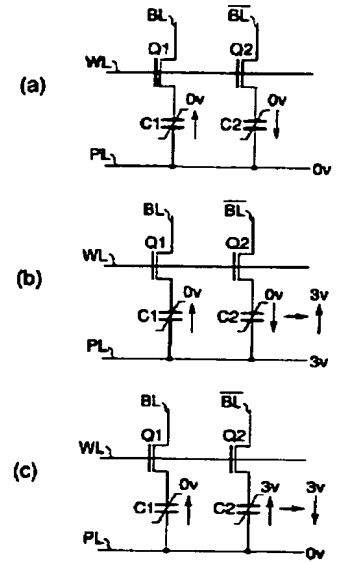 BL BL
Q1 Q2
WL
(a)
0v 0v
C1 C2
PL
0v
BL BL
Q1 Q2
WL
(b)
0v 0v 3v
C1 C2
PL
3v
BL BL
Q1 Q2
WL
(c)
0v 3v 3v
C1 C2
PL
0v